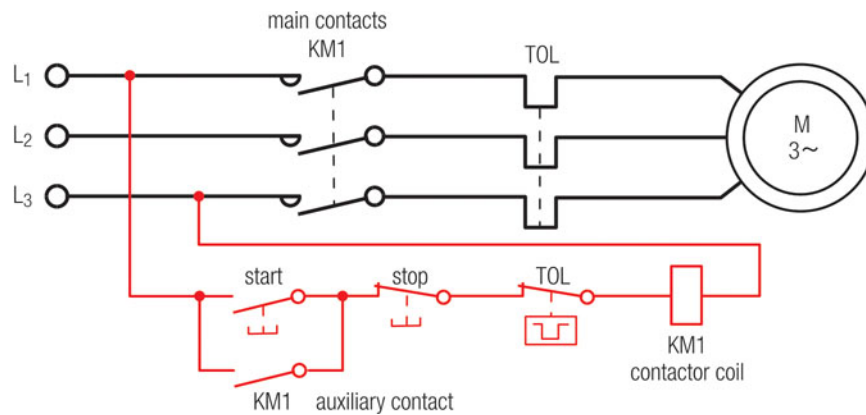 main contacts
KM1
TOL
L1
L2
L3
M
3~
start
stop
TOL
KM1
contactor coil
KM1 auxiliary contact